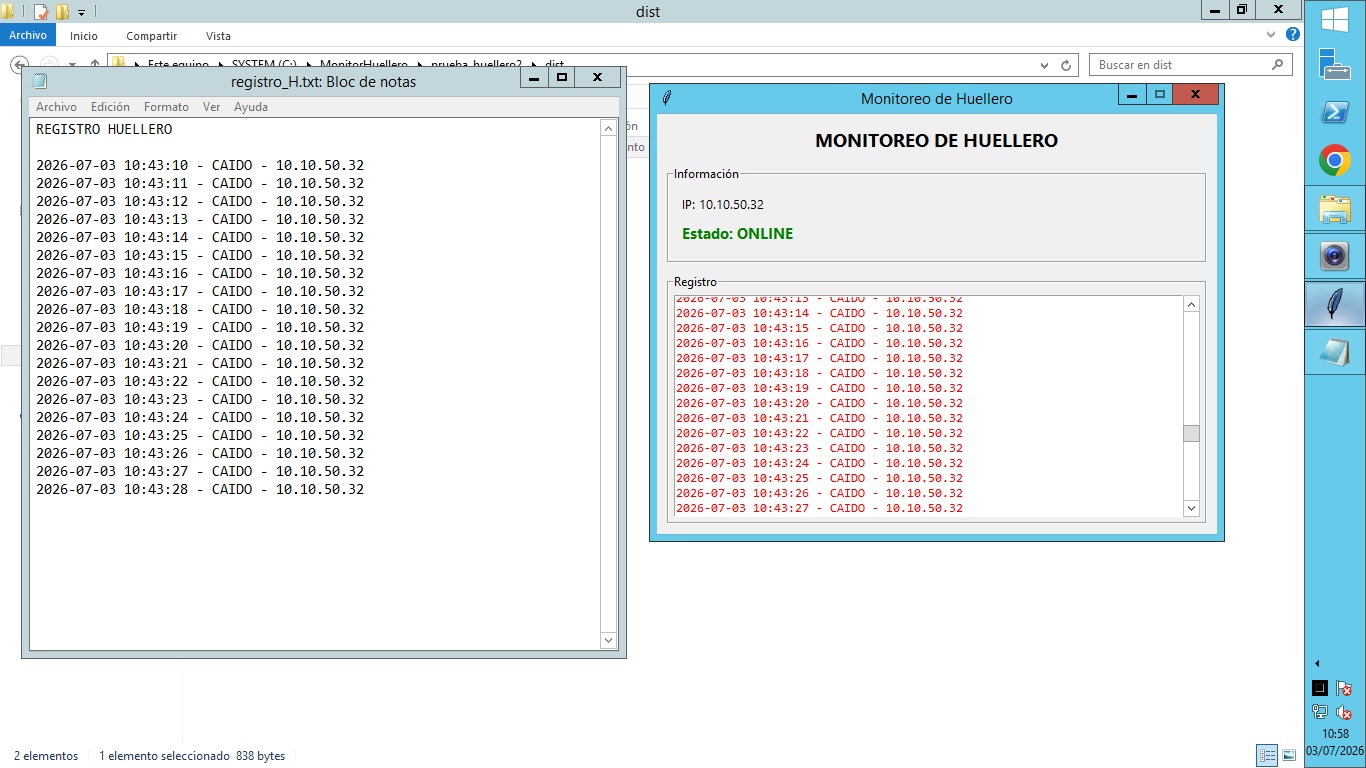 dist
Archivo Inicio Compartir Vista
Este equipo SYSTEM (C:) MonitorHuellero prueba_huellero2 dist
Buscar en dist
registro_H.txt: Bloc de notas
Archivo Edición Formato Ver Ayuda
REGISTRO HUELLERO
2026-07-03 10:43:10 - CAIDO - 10.10.50.32
2026-07-03 10:43:11 - CAIDO - 10.10.50.32
2026-07-03 10:43:12 - CAIDO - 10.10.50.32
2026-07-03 10:43:13 - CAIDO - 10.10.50.32
2026-07-03 10:43:14 - CAIDO - 10.10.50.32
2026-07-03 10:43:15 - CAIDO - 10.10.50.32
2026-07-03 10:43:16 - CAIDO - 10.10.50.32
2026-07-03 10:43:17 - CAIDO - 10.10.50.32
2026-07-03 10:43:18 - CAIDO - 10.10.50.32
2026-07-03 10:43:19 - CAIDO - 10.10.50.32
2026-07-03 10:43:20 - CAIDO - 10.10.50.32
2026-07-03 10:43:21 - CAIDO - 10.10.50.32
2026-07-03 10:43:22 - CAIDO - 10.10.50.32
2026-07-03 10:43:23 - CAIDO - 10.10.50.32
2026-07-03 10:43:24 - CAIDO - 10.10.50.32
2026-07-03 10:43:25 - CAIDO - 10.10.50.32
2026-07-03 10:43:26 - CAIDO - 10.10.50.32
2026-07-03 10:43:27 - CAIDO - 10.10.50.32
2026-07-03 10:43:28 - CAIDO - 10.10.50.32
ón
nto
Monitoreo de Huellero
MONITOREO DE HUELLERO
Información
IP: 10.10.50.32
Estado: ONLINE
Registro
2026-07-03 10:43:13 - CAIDO - 10.10.50.32
2026-07-03 10:43:14 - CAIDO - 10.10.50.32
2026-07-03 10:43:15 - CAIDO - 10.10.50.32
2026-07-03 10:43:16 - CAIDO - 10.10.50.32
2026-07-03 10:43:17 - CAIDO - 10.10.50.32
2026-07-03 10:43:18 - CAIDO - 10.10.50.32
2026-07-03 10:43:19 - CAIDO - 10.10.50.32
2026-07-03 10:43:20 - CAIDO - 10.10.50.32
2026-07-03 10:43:21 - CAIDO - 10.10.50.32
2026-07-03 10:43:22 - CAIDO - 10.10.50.32
2026-07-03 10:43:23 - CAIDO - 10.10.50.32
2026-07-03 10:43:24 - CAIDO - 10.10.50.32
2026-07-03 10:43:25 - CAIDO - 10.10.50.32
2026-07-03 10:43:26 - CAIDO - 10.10.50.32
2026-07-03 10:43:27 - CAIDO - 10.10.50.32
2 elementos 1 elemento seleccionado 838 bytes
10:58
03/07/2026